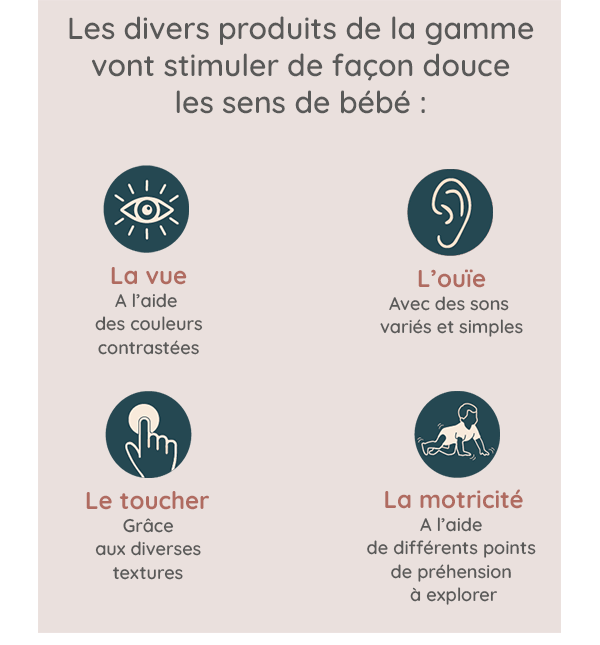 Les divers produits de la gamme
vont stimuler de façon douce
les sens de bébé :
La vue
A l’aide
des couleurs
contrastées
L’ouïe
Avec des sons
variés et simples
Le toucher
Grâce
aux diverses
textures
La motricité
A l’aide
de différents points
de préhension
à explorer